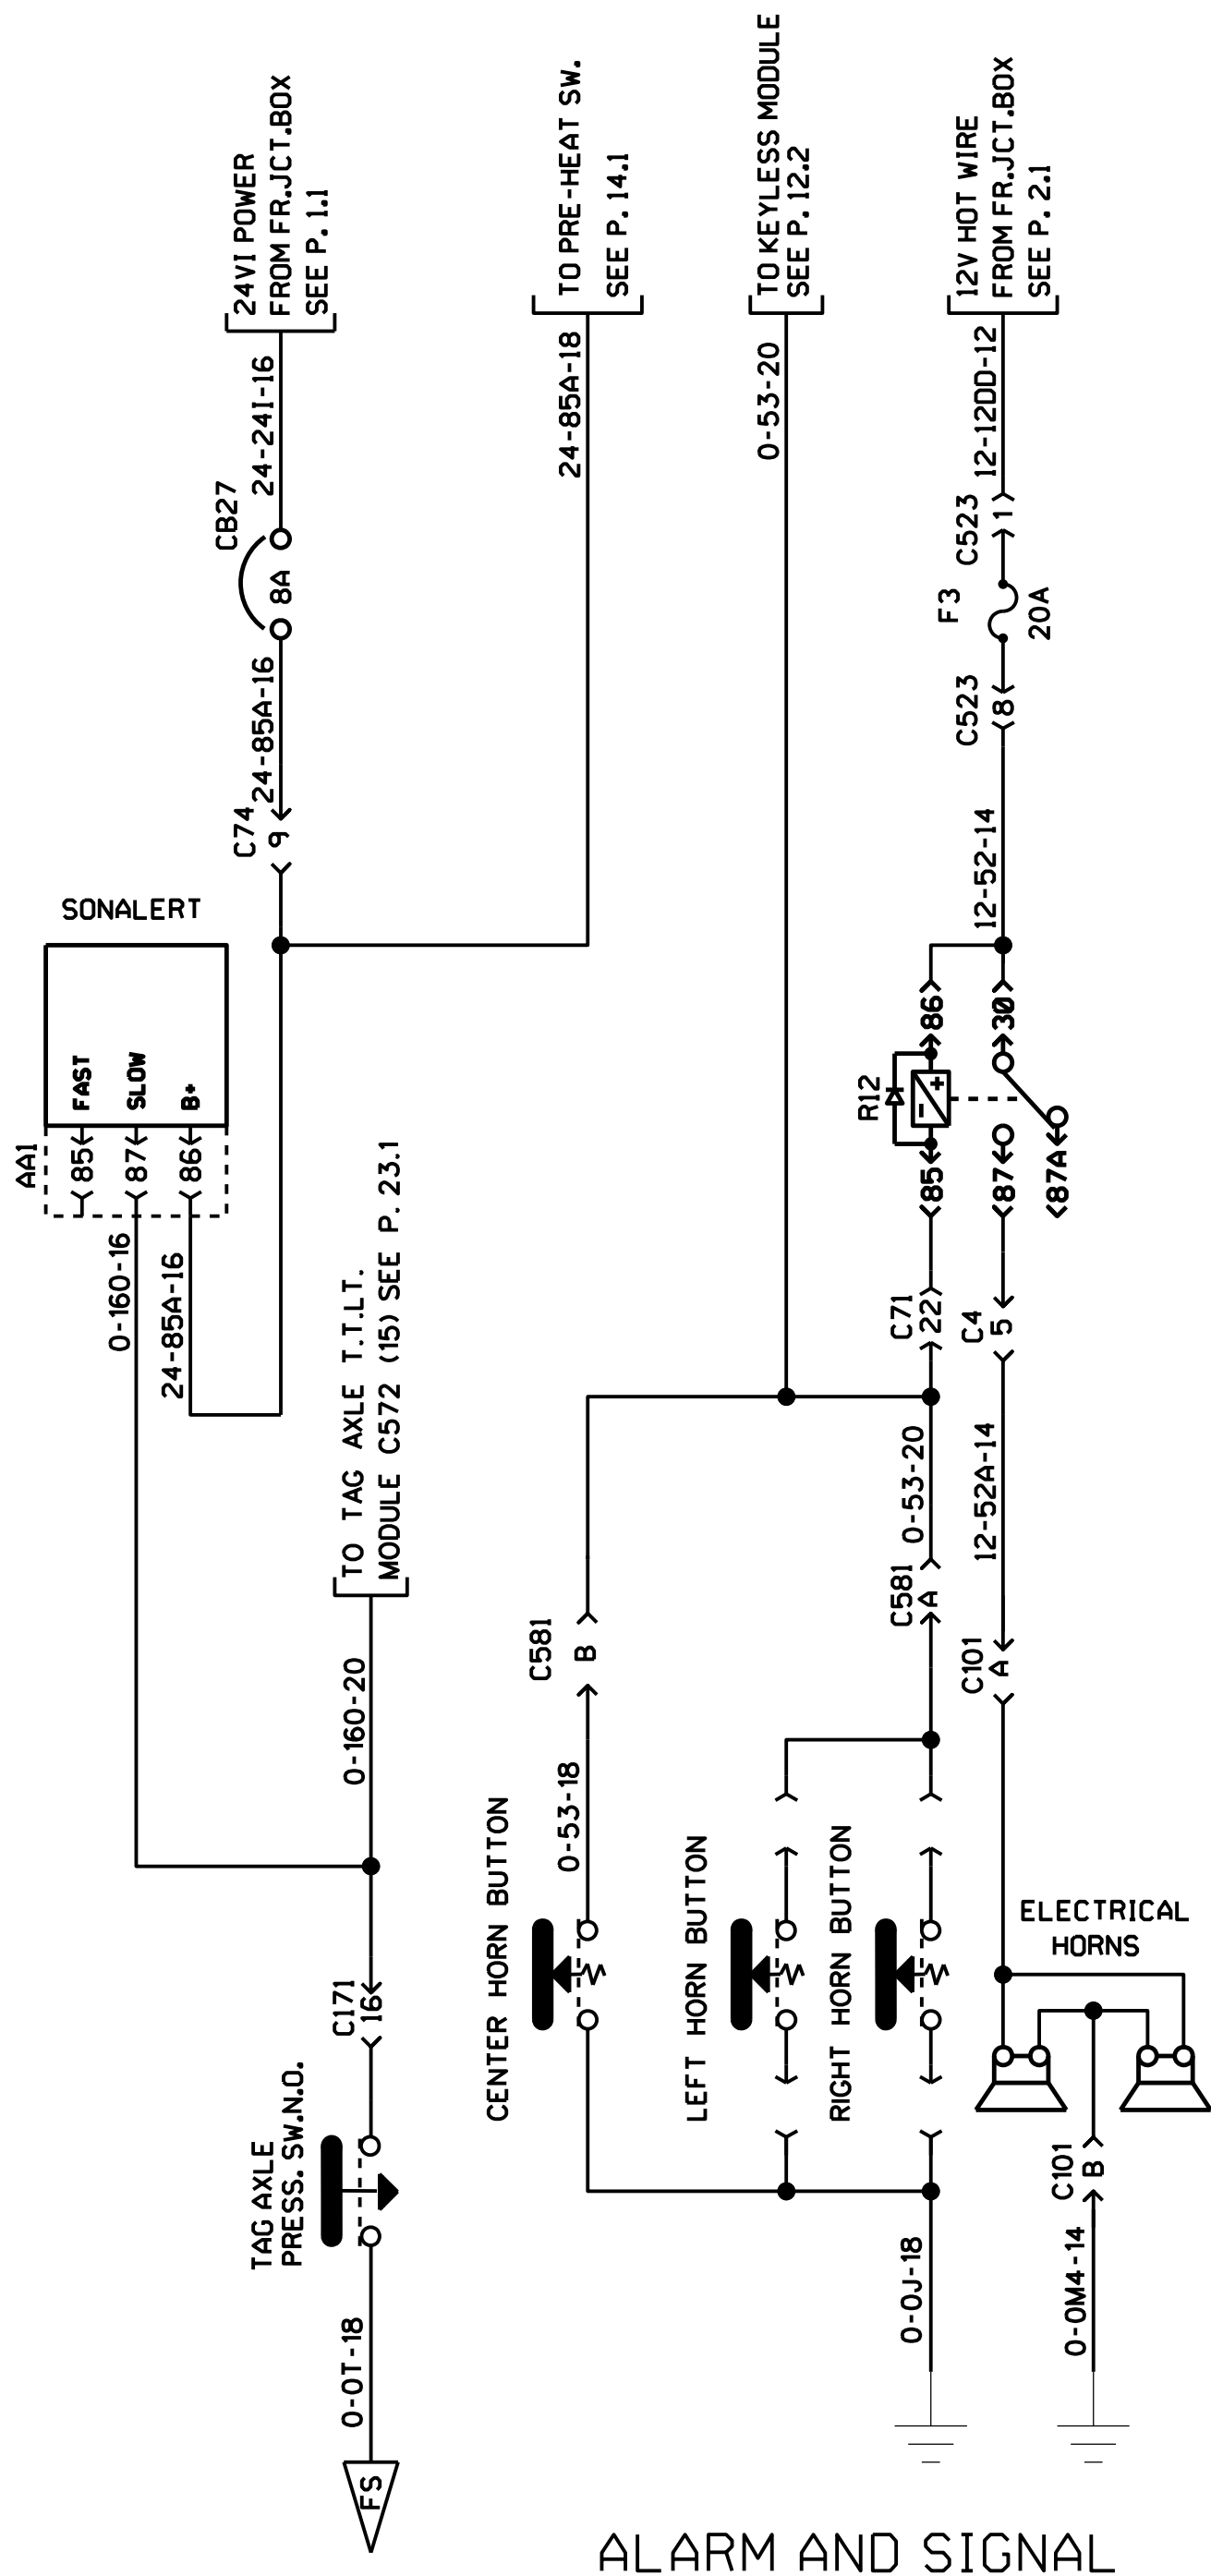 24VI POWER
FROM FR.JCT.BOX
SEE P. 1.1
24-24I-16
CB27
8A
24-85A-16
C74
9
TO PRE-HEAT SW.
SEE P. 14.1
24-85A-18
TO KEYLESS MODULE
SEE P. 12.2
0-53-20
12V HOT WIRE
FROM FR.JCT.BOX
SEE P. 2.1
12-12DD-12
C523
1
F3
20A
C523
8
12-52-14
SONALERT
FAST
SLOW
B+
AA1
85
87
86
0-160-16
24-85A-16
R12
86
30
85
87
87A
+
-
C71
22
C4
5
TO TAG AXLE T.T.LT.
MODULE C572 (15) SEE P. 23.1
0-160-20
C171
16
TAG AXLE
PRESS. SW.N.O.
0-0T-18
FS
0-53-20
12-52A-14
C581
B
C581
A
C101
A
0-53-18
CENTER HORN BUTTON
LEFT HORN BUTTON
RIGHT HORN BUTTON
ELECTRICAL
HORNS
C101
B
0-0J-18
0-0M4-14
ALARM AND SIGNAL